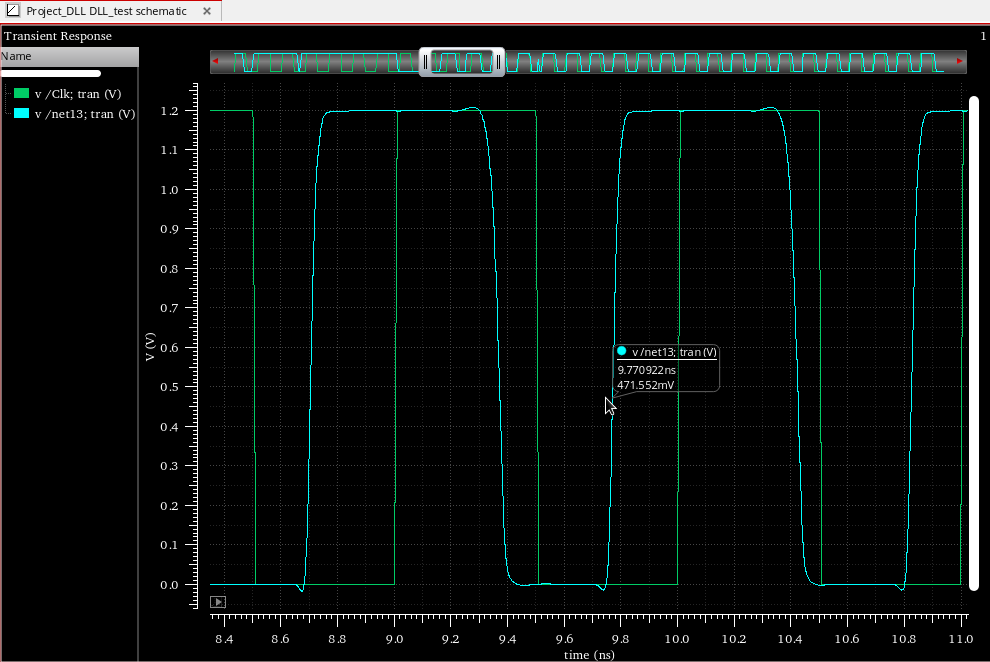 Project_DLL DLL_test schematic ×
Transient Response
1
Name
v /Clk; tran (V)
v /net13; tran (V)
1.2
1.1
1.0
0.9
0.8
0.7
0.6
0.5
0.4
0.3
0.2
0.1
0.0
V (V)
v /net13; tran (V)
9.770922ns
471.552mV
8.4 8.6 8.8 9.0 9.2 9.4 9.6 9.8 10.0 10.2 10.4 10.6 10.8 11.0
time (ns)